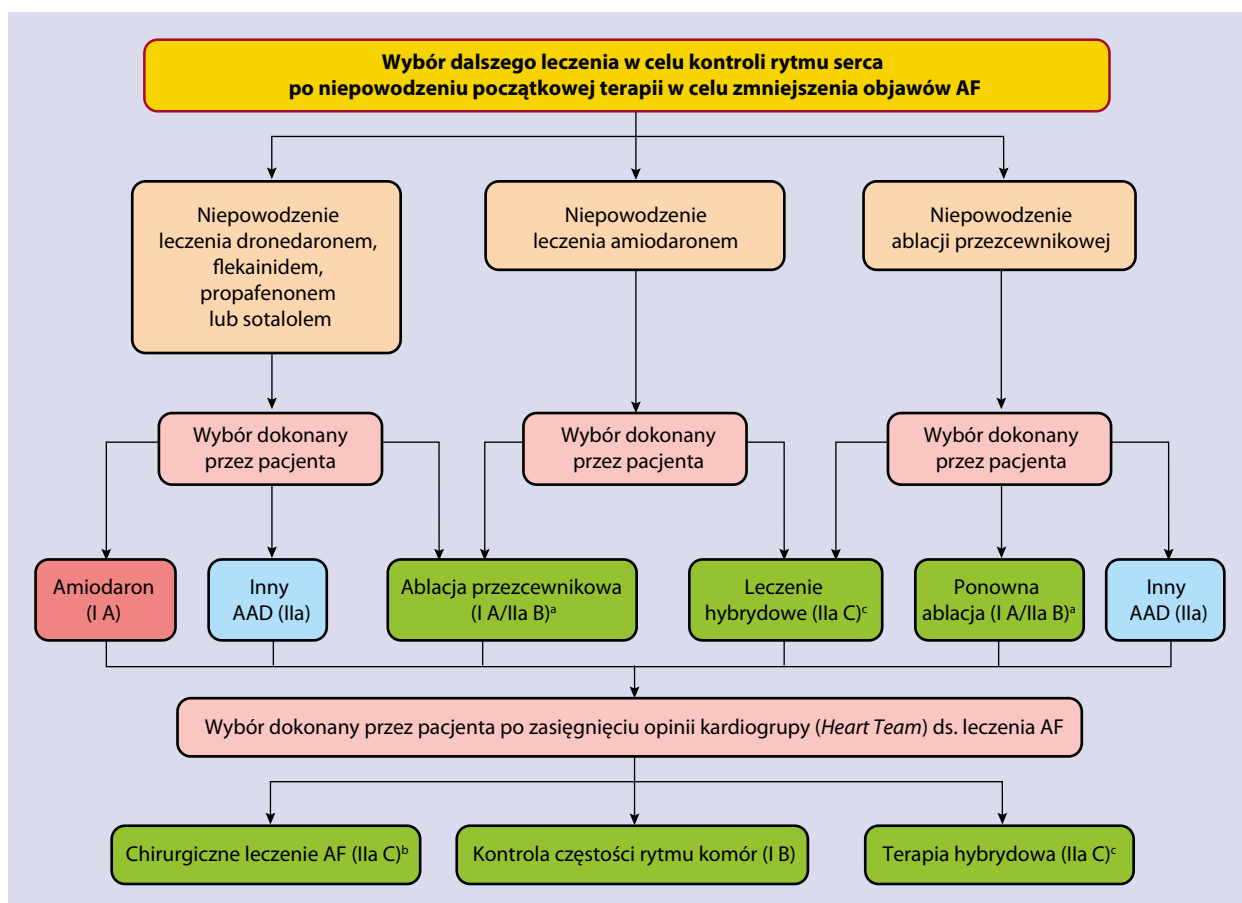 Wybór dalszego leczenia w celu kontroli rytmu serca
po niepowodzeniu początkowej terapii w celu zmniejszenia objawów AF
Niepowodzenie
leczenia dronedaronem,
flekainidem,
propafenonem
lub sotalolem
Niepowodzenie
leczenia amiodaronem
Niepowodzenie
ablacji przezcewnikowej
Wybór dokonany
przez pacjenta
Wybór dokonany
przez pacjenta
Wybór dokonany
przez pacjenta
Amiodaron
(I A)
Inny
AAD (IIa)
Ablacja przezcewnikowa
(I A/IIa B)ᵃ
Leczenie
hybrydowe (IIa C)ᶜ
Ponowna
ablacja (I A/IIa B)ᵃ
Inny
AAD (IIa)
Wybór dokonany przez pacjenta po zasięgnięciu opinii kardiogrupy (Heart Team) ds. leczenia AF
Chirurgiczne leczenie AF (IIa C)ᵇ
Kontrola częstości rytmu komór (I B)
Terapia hybrydowa (IIa C)ᶜ